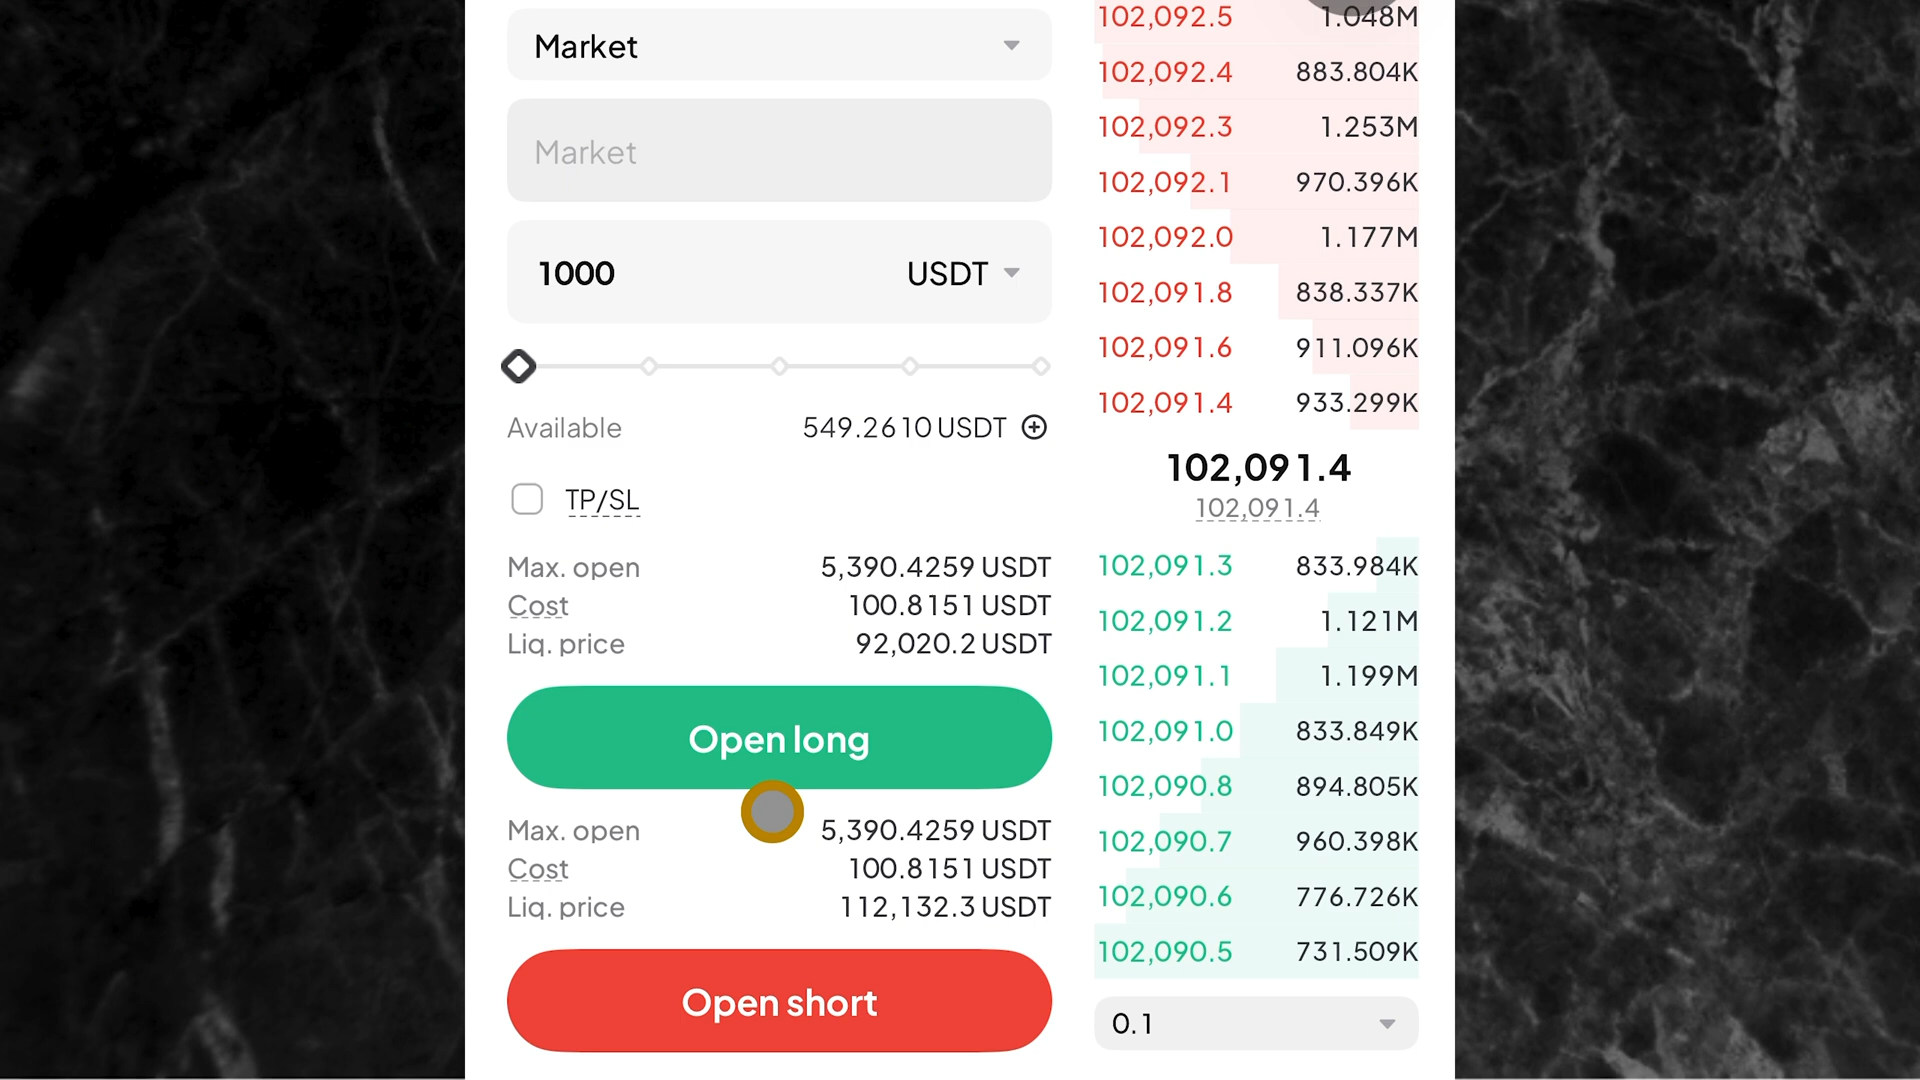 Market
Market
1000 USDT
Available 549.2610 USDT
TP/SL
Max. open 5,390.4259 USDT
Cost 100.8151 USDT
Liq. price 92,020.2 USDT
Open long
Max. open 5,390.4259 USDT
Cost 100.8151 USDT
Liq. price 112,132.3 USDT
Open short
102,092.5 1.048M
102,092.4 883.804K
102,092.3 1.253M
102,092.1 970.396K
102,092.0 1.177M
102,091.8 838.337K
102,091.6 911.096K
102,091.4 933.299K
102,091.4
102,091.4
102,091.3 833.984K
102,091.2 1.121M
102,091.1 1.199M
102,091.0 833.849K
102,090.8 894.805K
102,090.7 960.398K
102,090.6 776.726K
102,090.5 731.509K
0.1